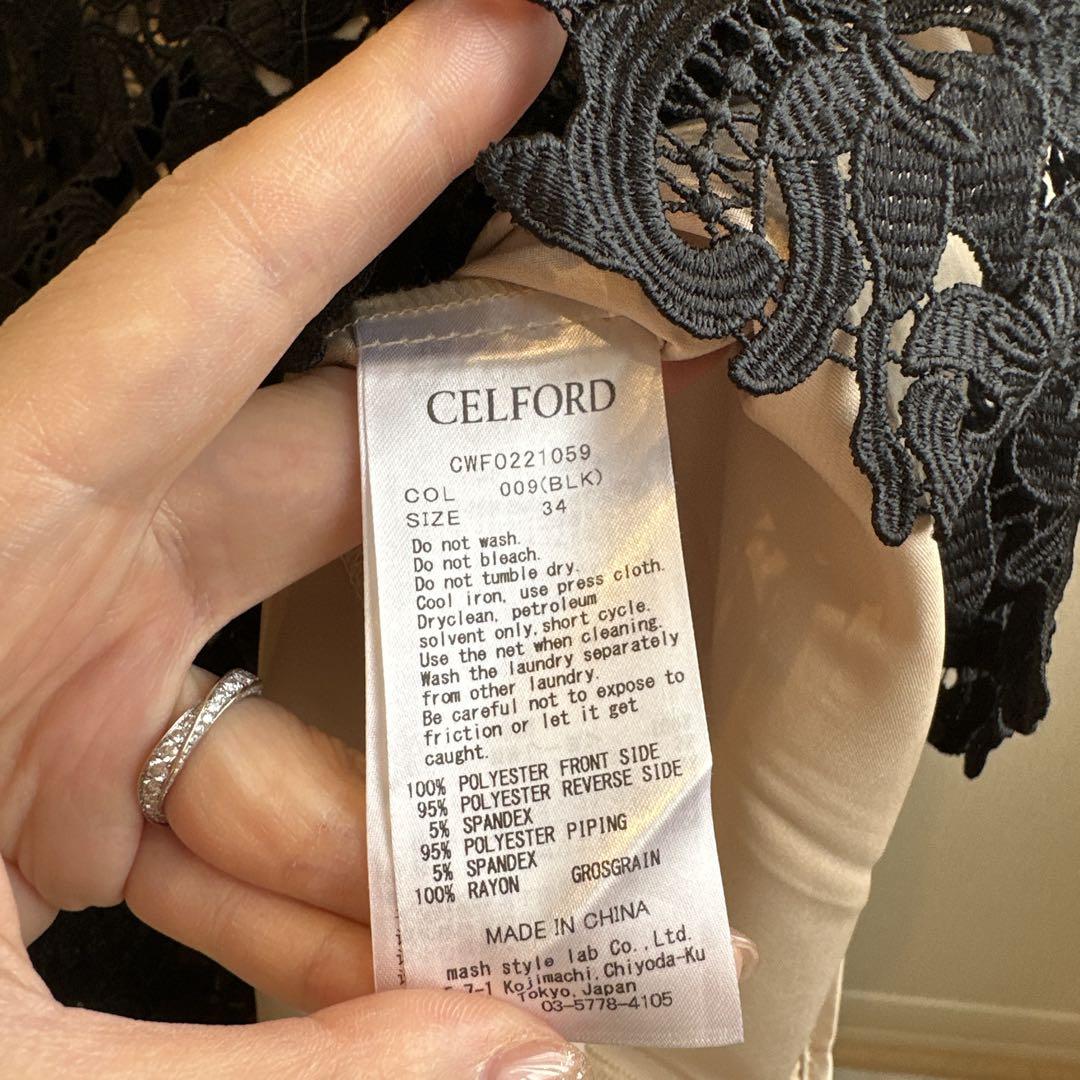 CELFORD
CWF0221059
COL 009(BLK)
SIZE 34
Do not wash.
Do not bleach.
Do not tumble dry.
Cool iron, use press cloth.
Dryclean, petroleum
solvent only, short cycle.
Use the net when cleaning.
Wash the laundry separately
from other laundry.
Be careful not to expose to
friction or let it get
caught.
100% POLYESTER FRONT SIDE
95% POLYESTER REVERSE SIDE
5% SPANDEX
95% POLYESTER PIPING
5% SPANDEX
100% RAYON GROSGRAIN
MADE IN CHINA
mash style lab Co., Ltd.
7-1 Kojimachi, Chiyoda-Ku
Tokyo, Japan
03-5778-4105